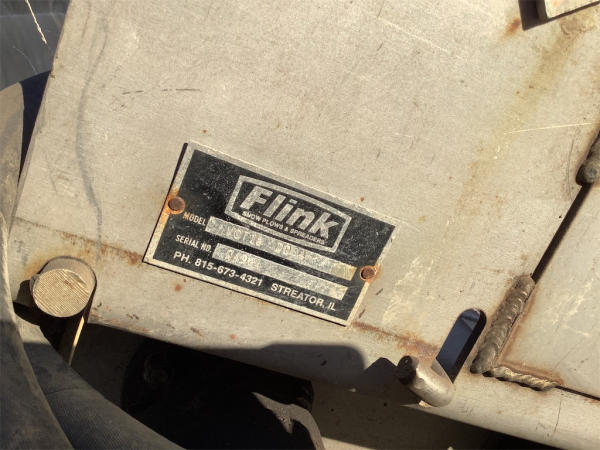 Flink
SNOW PLOWS & SPREADERS
MODEL
SERIAL NO.
PH. 815-673-4321 STREATOR, IL